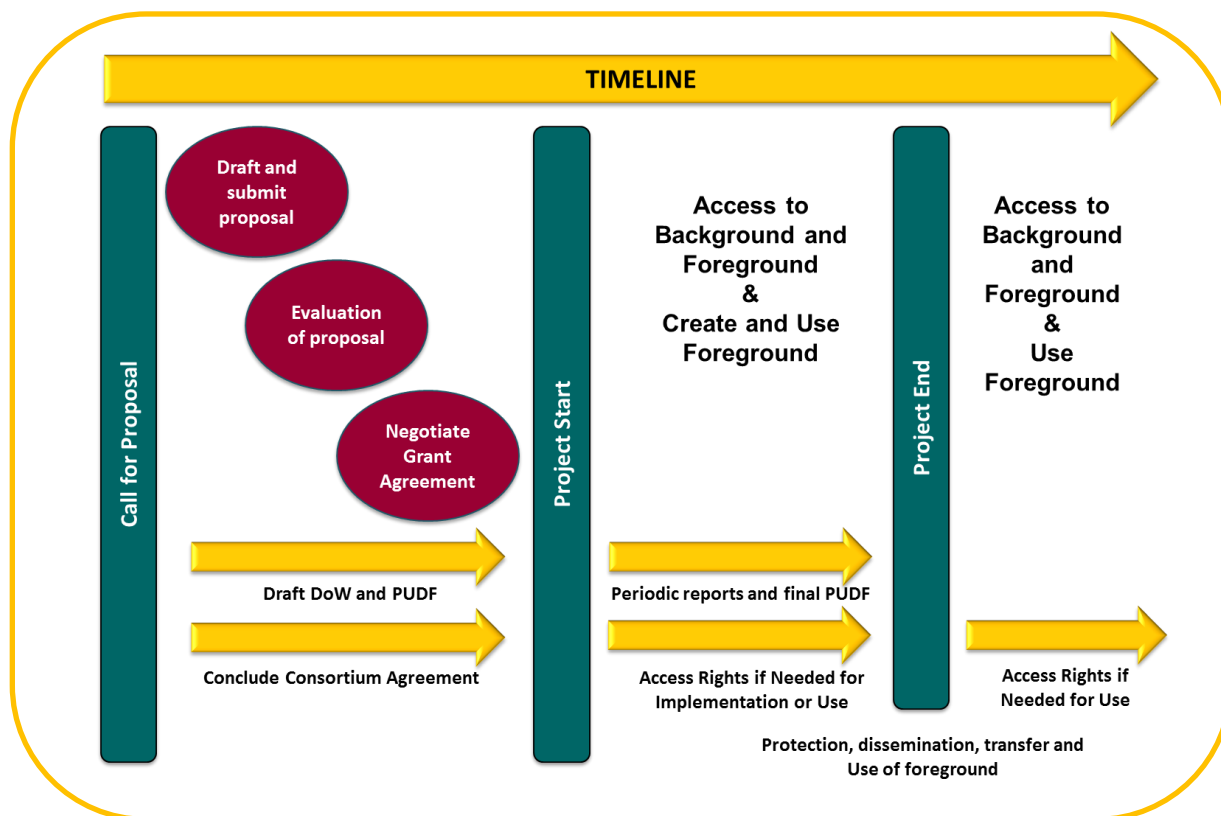 TIMELINE
Call for Proposal
Draft and
submit
proposal
Evaluation
of proposal
Negotiate
Grant
Agreement
Draft DoW and PUDF
Conclude Consortium Agreement
Project Start
Access to
Background and
Foreground
&
Create and Use
Foreground
Periodic reports and final PUDF
Access Rights if Needed for
Implementation or Use
Project End
Access to
Background
and
Foreground
&
Use
Foreground
Access Rights if
Needed for Use
Protection, dissemination, transfer and
Use of foreground